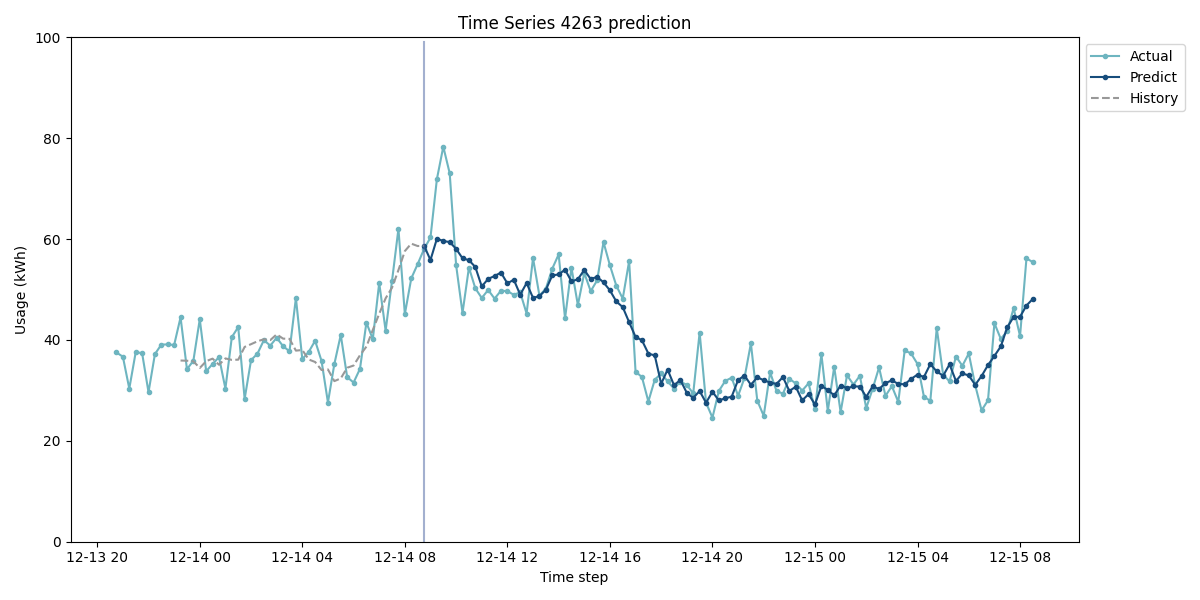 Time Series 4263 prediction
100
80
60
40
20
0
Usage (kWh)
12-13 20
12-14 00
12-14 04
12-14 08
12-14 12
12-14 16
12-14 20
12-15 00
12-15 04
12-15 08
Time step
Actual
Predict
History